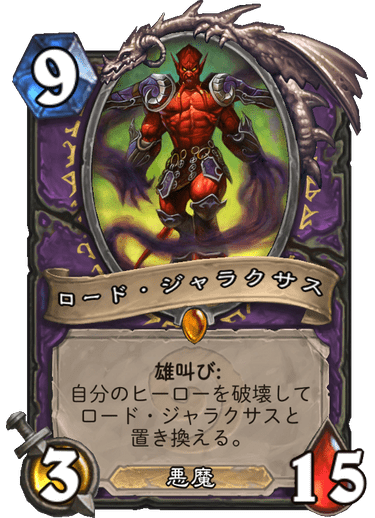 9
ロード・ジャラクサス
雄叫び:
自分のヒーローを破壊して
ロード・ジャラクサスと
置き換える。
3
悪魔
15